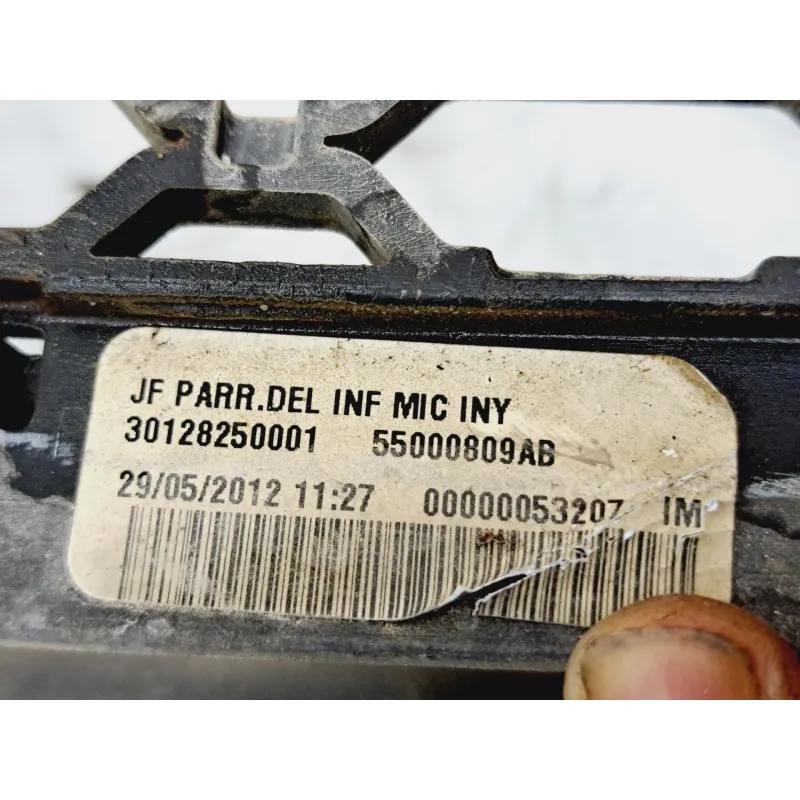 JF PARR.DEL INF MIC INY
30128250001 55000809AB
29/05/2012 11:27 00000053207 IM